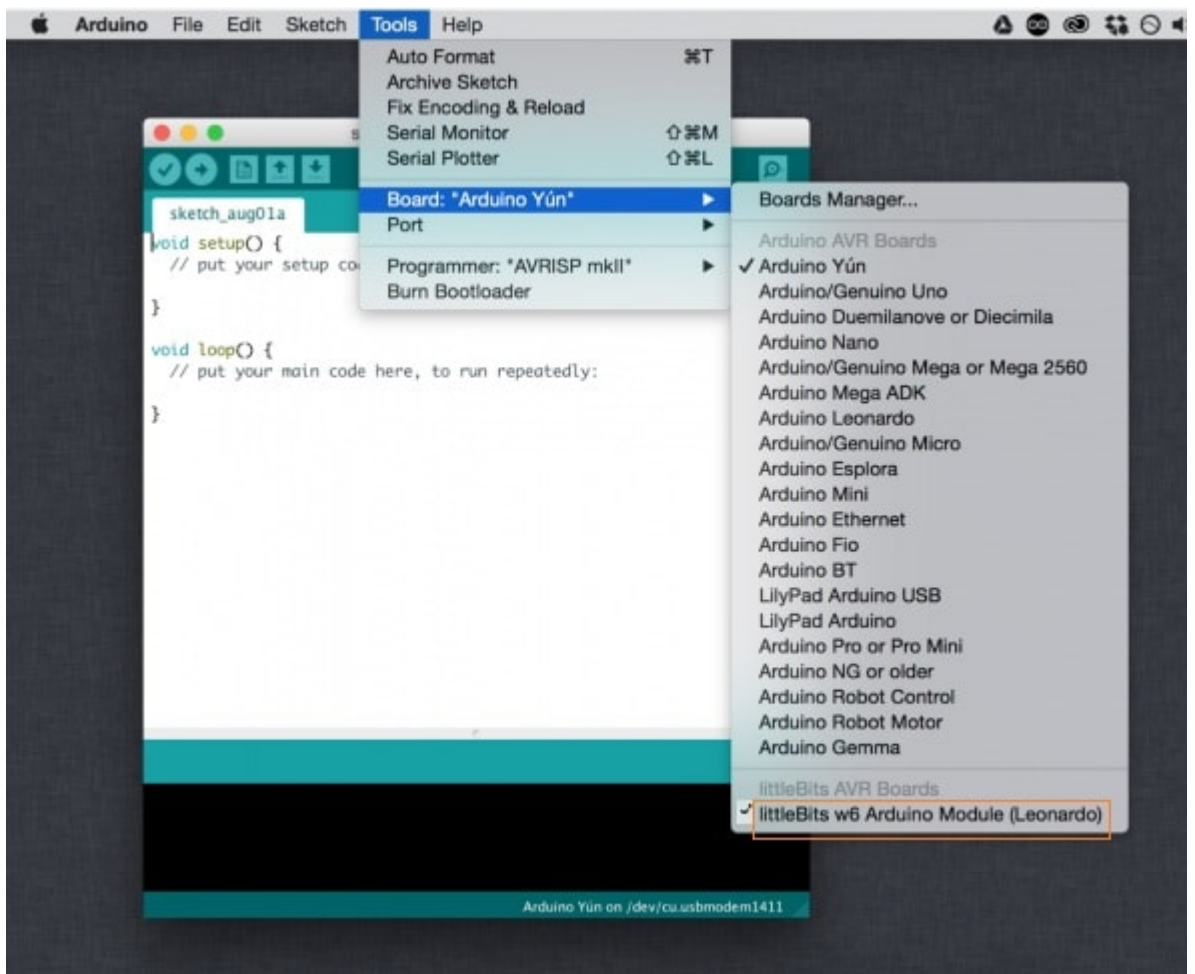 Arduino File Edit Sketch Tools Help
Auto Format ⌘T
Archive Sketch
Fix Encoding & Reload
Serial Monitor ⇧⌘M
Serial Plotter ⇧⌘L
Board: "Arduino Yún"
Port
Programmer: "AVRISP mkII"
Burn Bootloader
Boards Manager...
Arduino AVR Boards
✓ Arduino Yún
Arduino/Genuino Uno
Arduino Duemilanove or Diecimila
Arduino Nano
Arduino/Genuino Mega or Mega 2560
Arduino Mega ADK
Arduino Leonardo
Arduino/Genuino Micro
Arduino Esplora
Arduino Mini
Arduino Ethernet
Arduino Fio
Arduino BT
LilyPad Arduino USB
LilyPad Arduino
Arduino Pro or Pro Mini
Arduino NG or older
Arduino Robot Control
Arduino Robot Motor
Arduino Gemma
littleBits AVR Boards
littleBits w6 Arduino Module (Leonardo)
sketch_aug01a
void setup() {
// put your setup co
}
void loop() {
// put your main code here, to run repeatedly:
}
Arduino Yún on /dev/cu.usbmodem1411